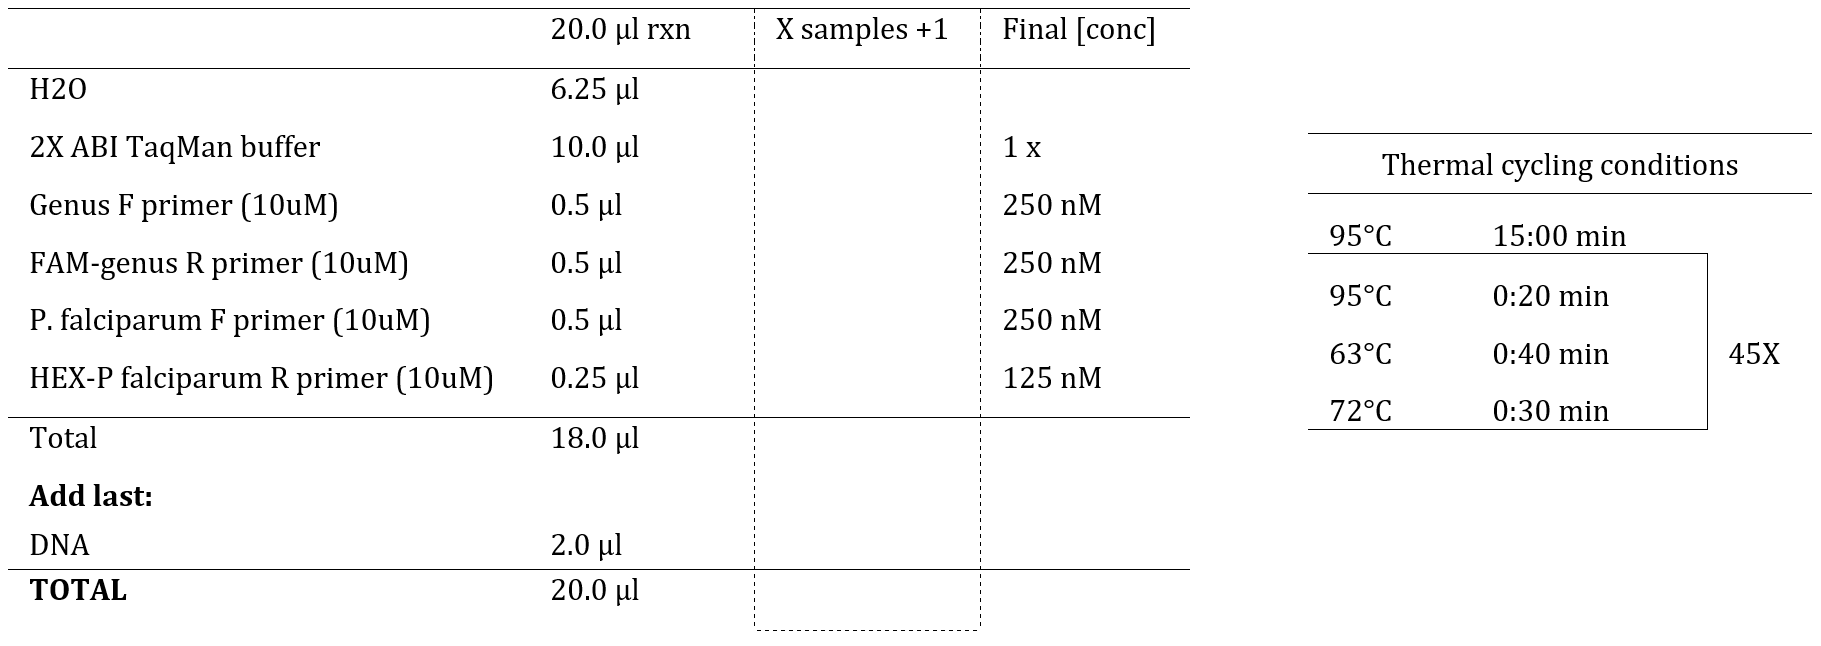 20.0 µl rxn X samples +1 Final [conc]
H2O 6.25 µl
2X ABI TaqMan buffer 10.0 µl 1 x
Genus F primer (10uM) 0.5 µl 250 nM
FAM-genus R primer (10uM) 0.5 µl 250 nM
P. falciparum F primer (10uM) 0.5 µl 250 nM
HEX-P falciparum R primer (10uM) 0.25 µl 125 nM
Total 18.0 µl
Add last:
DNA 2.0 µl
TOTAL 20.0 µl
Thermal cycling conditions
95°C 15:00 min
95°C 0:20 min
63°C 0:40 min 45X
72°C 0:30 min